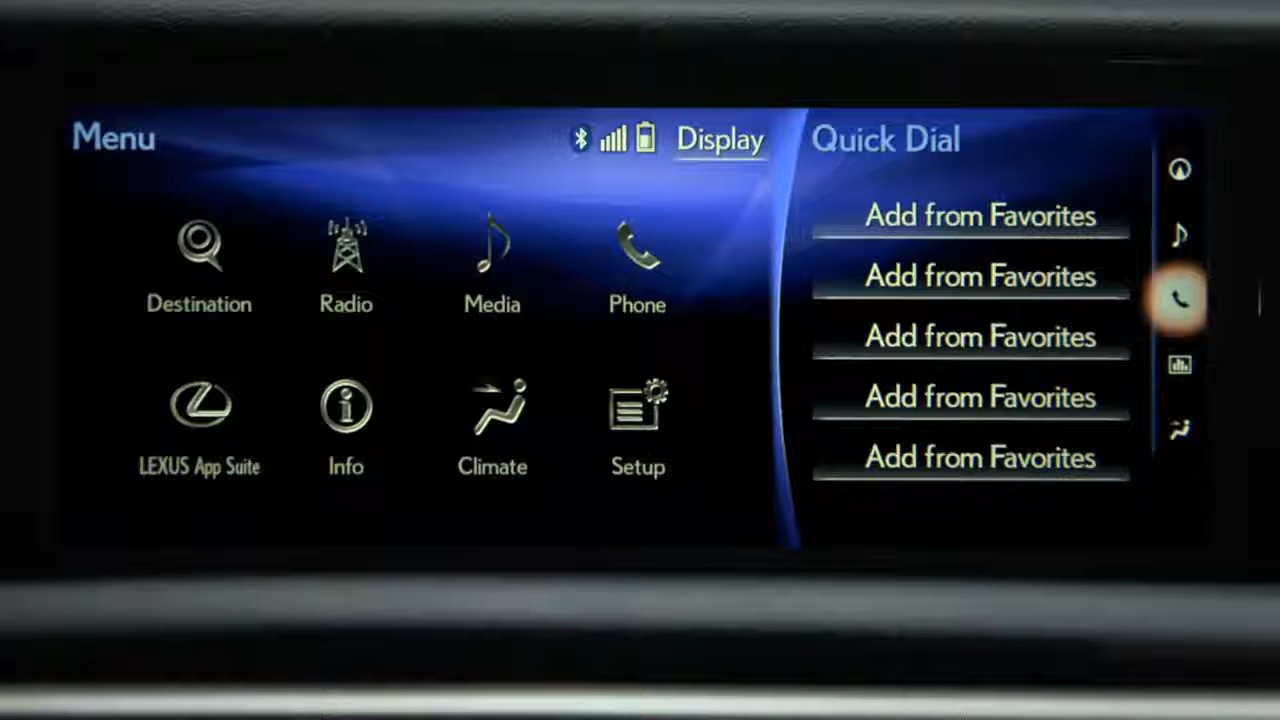 Menu
Display
Destination
Radio
Media
Phone
LEXUS App Suite
Info
Climate
Setup
Quick Dial
Add from Favorites
Add from Favorites
Add from Favorites
Add from Favorites
Add from Favorites